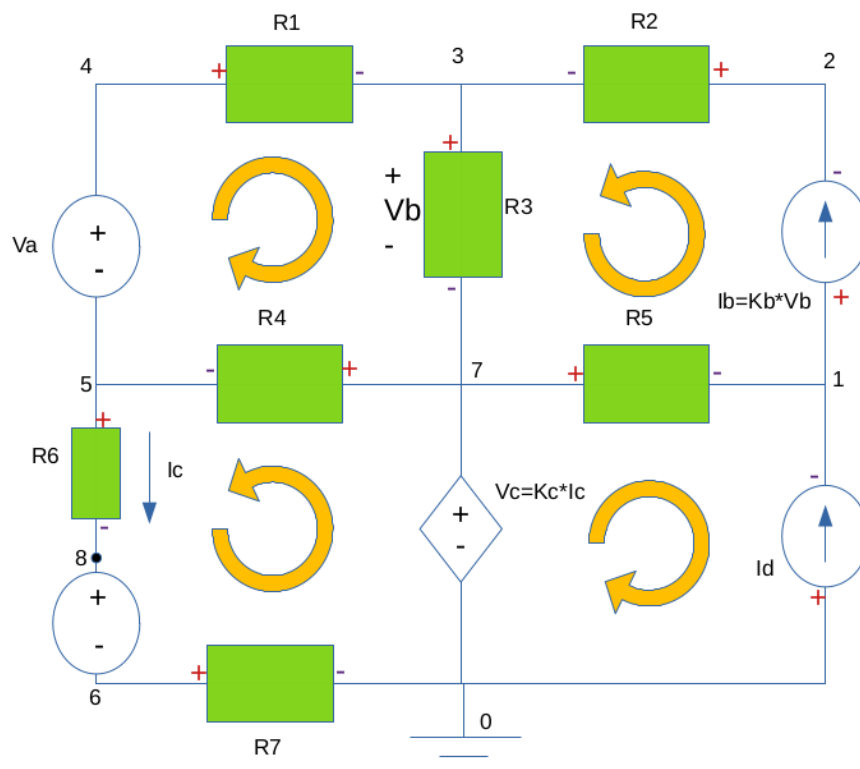 R1
R2
4
3
2
+
-
-
+
+
-
+
Vb
-
R3
Va
+
-
-
Ib=Kb*Vb
+
R4
R5
-
+
7
+
-
5
1
+
R6
Ic
-
Vc=Kc*Ic
+
-
-
8
+
-
Id
+
6
+
-
R7
0